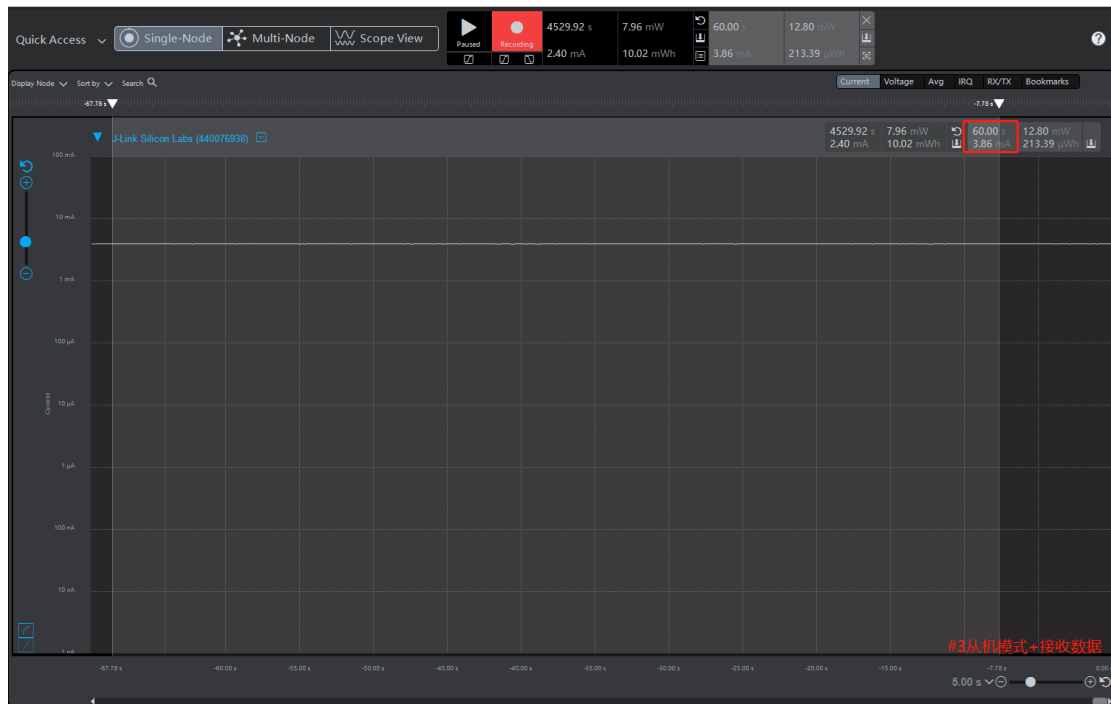 Quick Access
Single-Node
Multi-Node
Scope View
Paused
Recording
4529.92 s 7.96 mW
2.40 mA 10.02 mWh
60.00 s 12.80 mW
3.86 mA 213.39 µWh
Display Node Sort by Search
Current Voltage Avg IRQ RX/TX Bookmarks
-67.78 s -7.78 s
J-Link Silicon Labs (440076938)
4529.92 s 7.96 mW 60.00 s 12.80 mW
2.40 mA 10.02 mWh 3.86 mA 213.39 µWh
100 mA
10 mA
1 mA
100 µA
10 µA
Current
1 µA
100 nA
10 nA
1 nA
#3从机模式+接收数据
-67.78 s -60.00 s -55.00 s -50.00 s -45.00 s -40.00 s -35.00 s -30.00 s -25.00 s -20.00 s -15.00 s -7.78 s 0.00
5.00 s